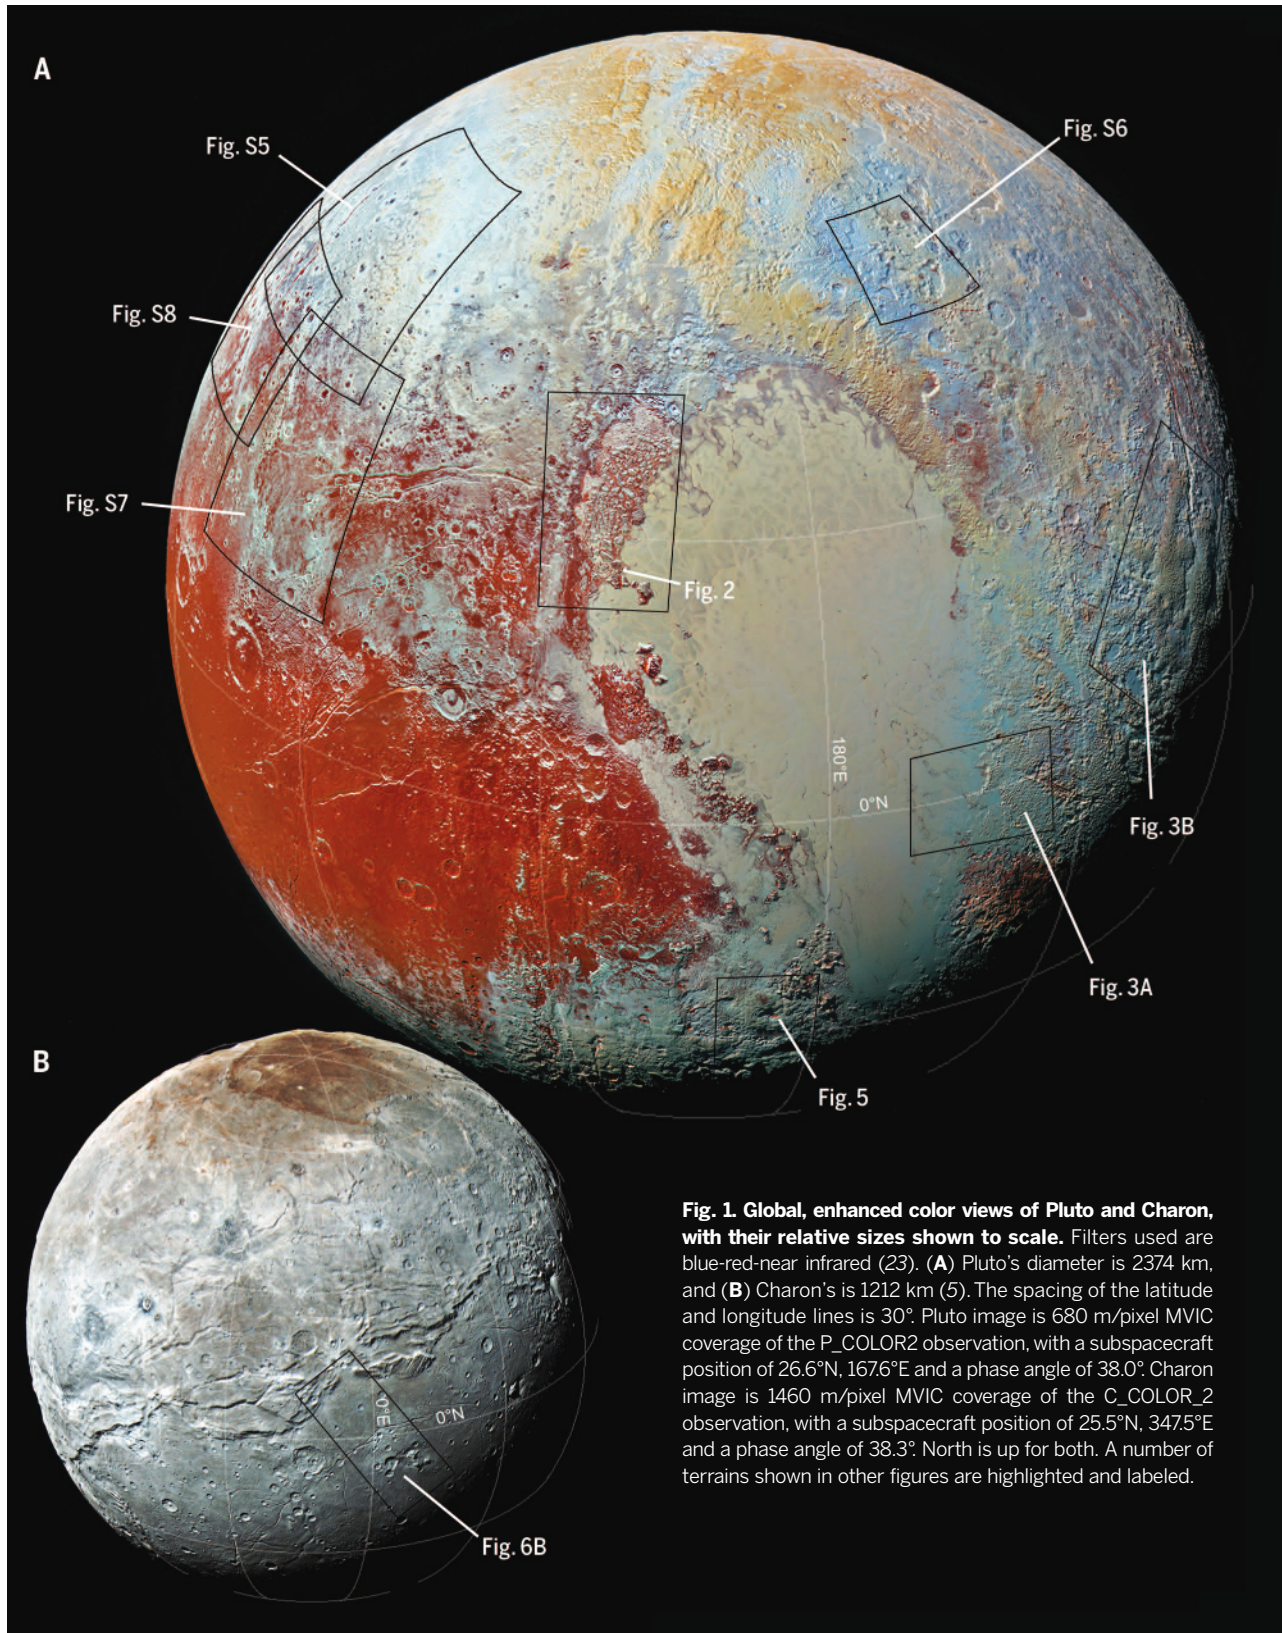 A
Fig. S5
Fig. S6
Fig. S8
Fig. S7
Fig. 2
180°E
0°N
Fig. 3B
Fig. 3A
Fig. 5
B
0°E
0°N
Fig. 6B
Fig. 1. Global, enhanced color views of Pluto and Charon,
with their relative sizes shown to scale. Filters used are
blue-red-near infrared (23). (A) Pluto's diameter is 2374 km,
and (B) Charon's is 1212 km (5). The spacing of the latitude
and longitude lines is 30°. Pluto image is 680 m/pixel MVIC
coverage of the P_COLOR2 observation, with a subspacecraft
position of 26.6°N, 167.6°E and a phase angle of 38.0°. Charon
image is 1460 m/pixel MVIC coverage of the C_COLOR_2
observation, with a subspacecraft position of 25.5°N, 347.5°E
and a phase angle of 38.3°. North is up for both. A number of
terrains shown in other figures are highlighted and labeled.